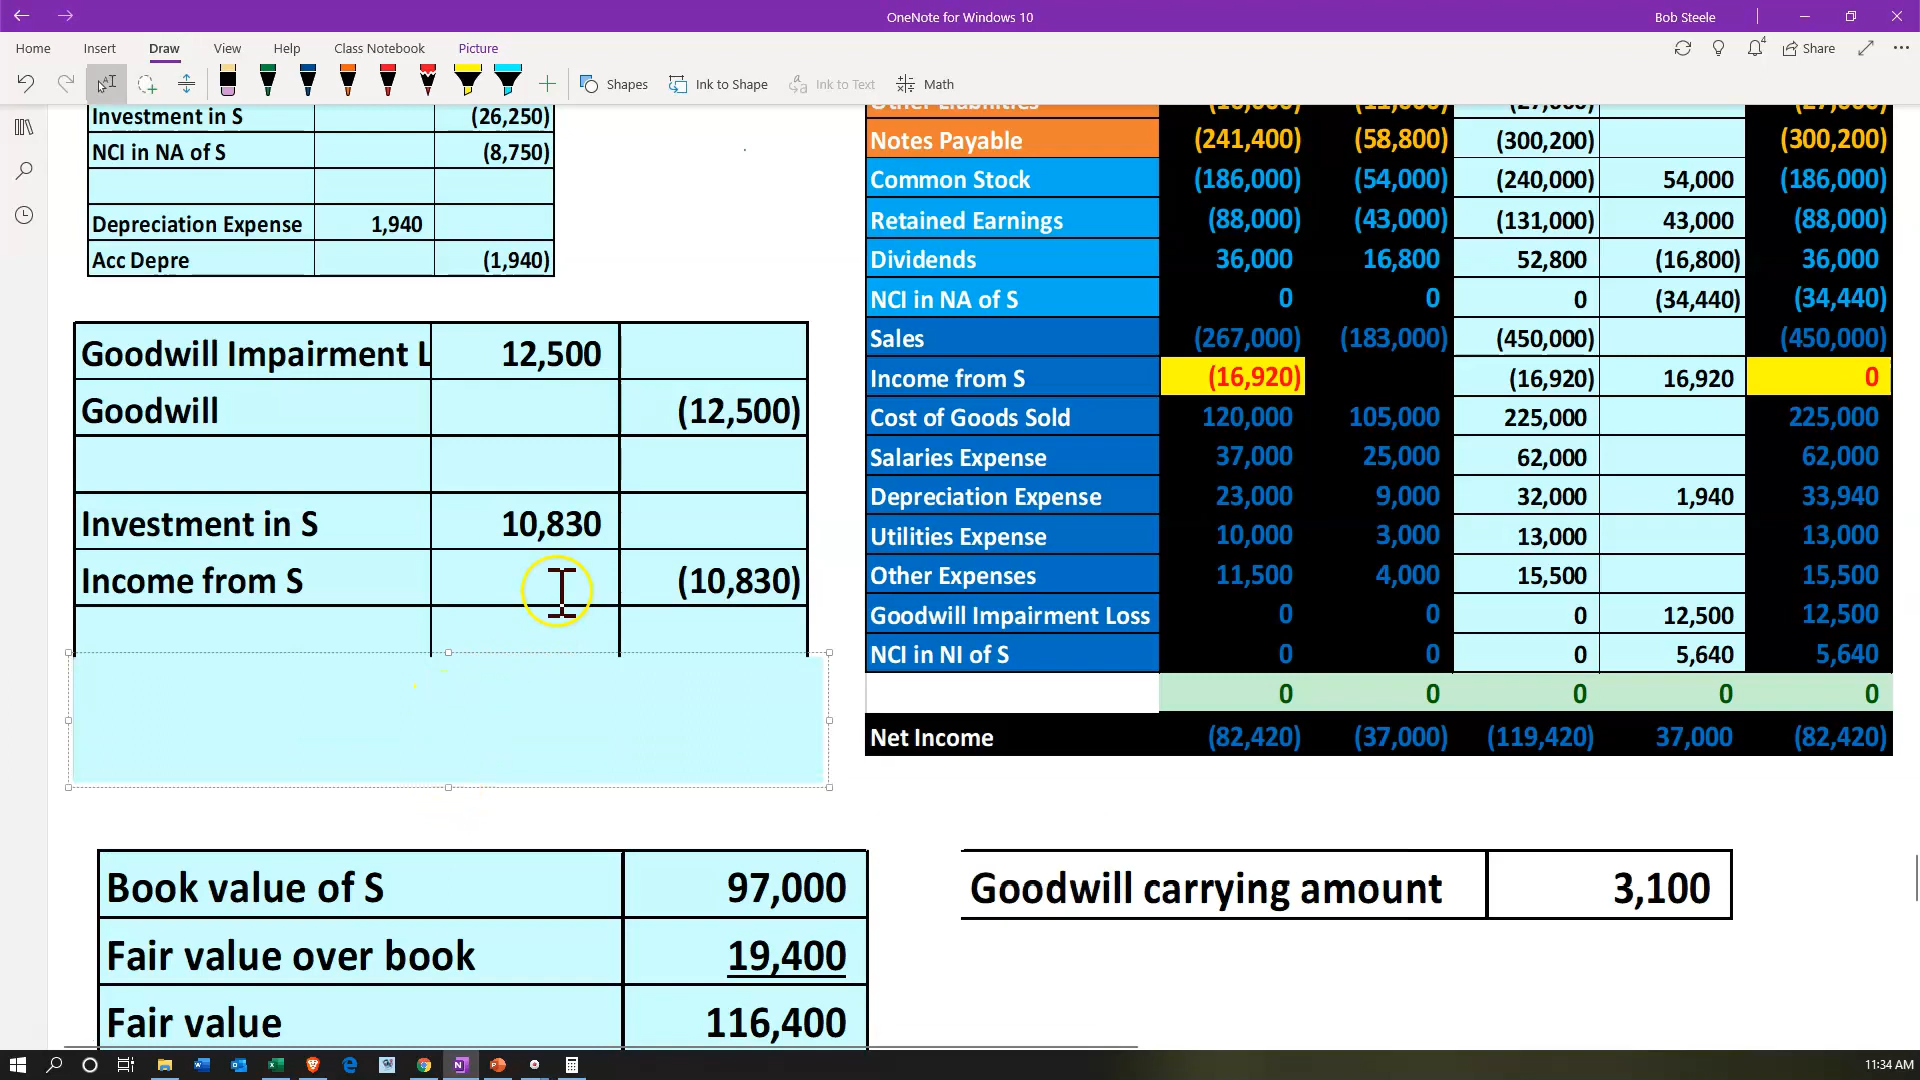 OneNote for Windows 10
Bob Steele
Home Insert Draw View Help Class Notebook Picture
4
Share
Shapes Ink to Shape Ink to Text Math
Investment in S (26,250)
NCI in NA of S (8,750)
Depreciation Expense 1,940
Acc Depre (1,940)
Goodwill Impairment L 12,500
Goodwill (12,500)
Investment in S 10,830
Income from S (10,830)
Book value of S 97,000
Fair value over book 19,400
Fair value 116,400
Other Liabilities
Notes Payable (241,400) (58,800) (300,200) (300,200)
Common Stock (186,000) (54,000) (240,000) 54,000 (186,000)
Retained Earnings (88,000) (43,000) (131,000) 43,000 (88,000)
Dividends 36,000 16,800 52,800 (16,800) 36,000
NCI in NA of S 0 0 0 (34,440) (34,440)
Sales (267,000) (183,000) (450,000) (450,000)
Income from S (16,920) (16,920) 16,920 0
Cost of Goods Sold 120,000 105,000 225,000 225,000
Salaries Expense 37,000 25,000 62,000 62,000
Depreciation Expense 23,000 9,000 32,000 1,940 33,940
Utilities Expense 10,000 3,000 13,000 13,000
Other Expenses 11,500 4,000 15,500 15,500
Goodwill Impairment Loss 0 0 0 12,500 12,500
NCI in NI of S 0 0 0 5,640 5,640
0 0 0 0 0
Net Income (82,420) (37,000) (119,420) 37,000 (82,420)
Goodwill carrying amount 3,100
11:34 AM